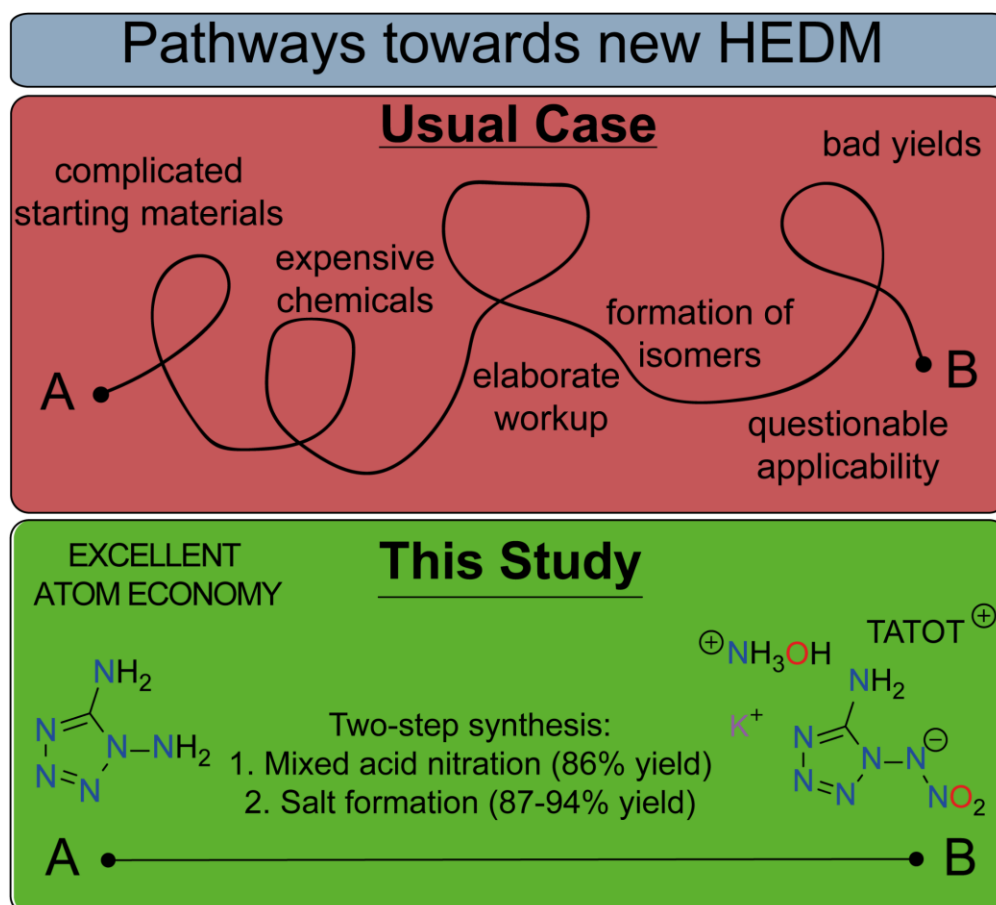 Pathways towards new HEDM
Usual Case
complicated
starting materials
bad yields
expensive
chemicals
formation of
isomers
elaborate
workup
questionable
applicability
A
B
EXCELLENT
ATOM ECONOMY
This Study
NH₂
N
N
N
N
N
NH₂
Two-step synthesis:
1. Mixed acid nitration (86% yield)
2. Salt formation (87-94% yield)
⊕NH₃OH
TATOT⊕
K⁺
NH₂
N
N
N
N
N⊖
NO₂
A
B